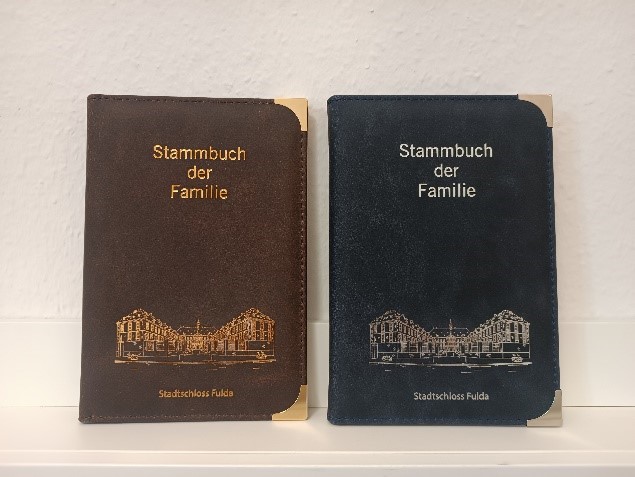 Stammbuch
der
Familie
Stadtschloss Fulda
Stammbuch
der
Familie
Stadtschloss Fulda